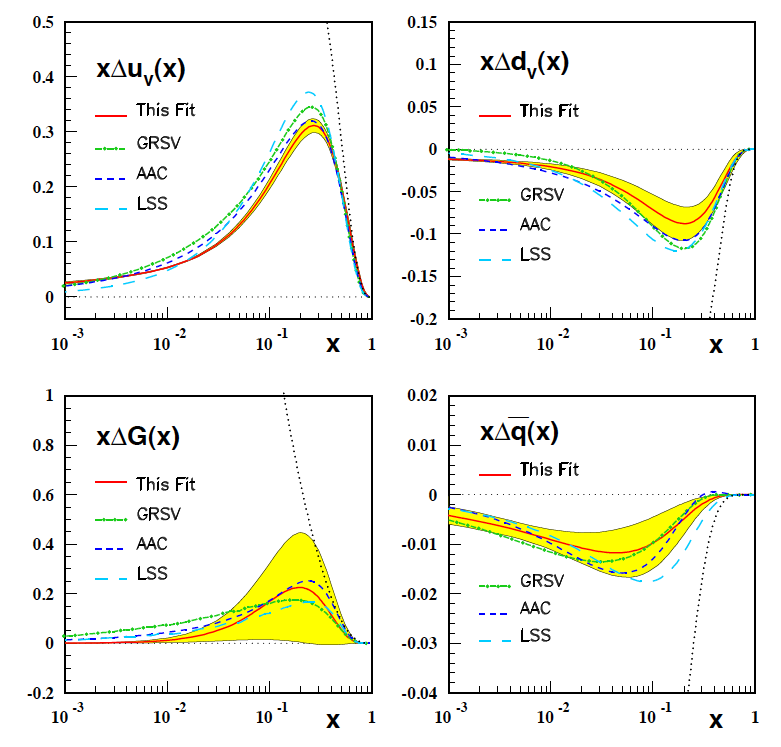 xΔu_v(x)
This Fit
GRSV
AAC
LSS
0.5
0.4
0.3
0.2
0.1
0
10^-3 10^-2 10^-1 1
x
xΔd_v(x)
This Fit
GRSV
AAC
LSS
0.15
0.1
0.05
0
-0.05
-0.1
-0.15
-0.2
10^-3 10^-2 10^-1 1
x
xΔG(x)
This Fit
GRSV
AAC
LSS
1
0.8
0.6
0.4
0.2
0
-0.2
10^-3 10^-2 10^-1 1
x
xΔq̅(x)
This Fit
GRSV
AAC
LSS
0.02
0.01
0
-0.01
-0.02
-0.03
-0.04
10^-3 10^-2 10^-1 1
x